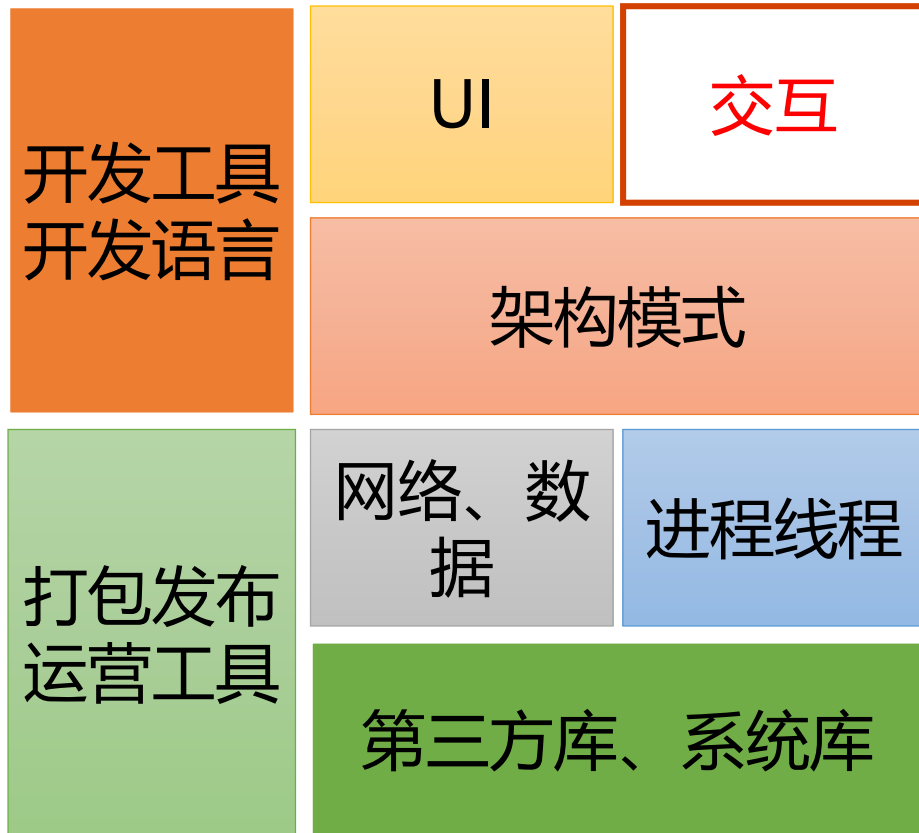 开发工具
开发语言
UI
交互
架构模式
打包发布
运营工具
网络、数
据
进程线程
第三方库、系统库